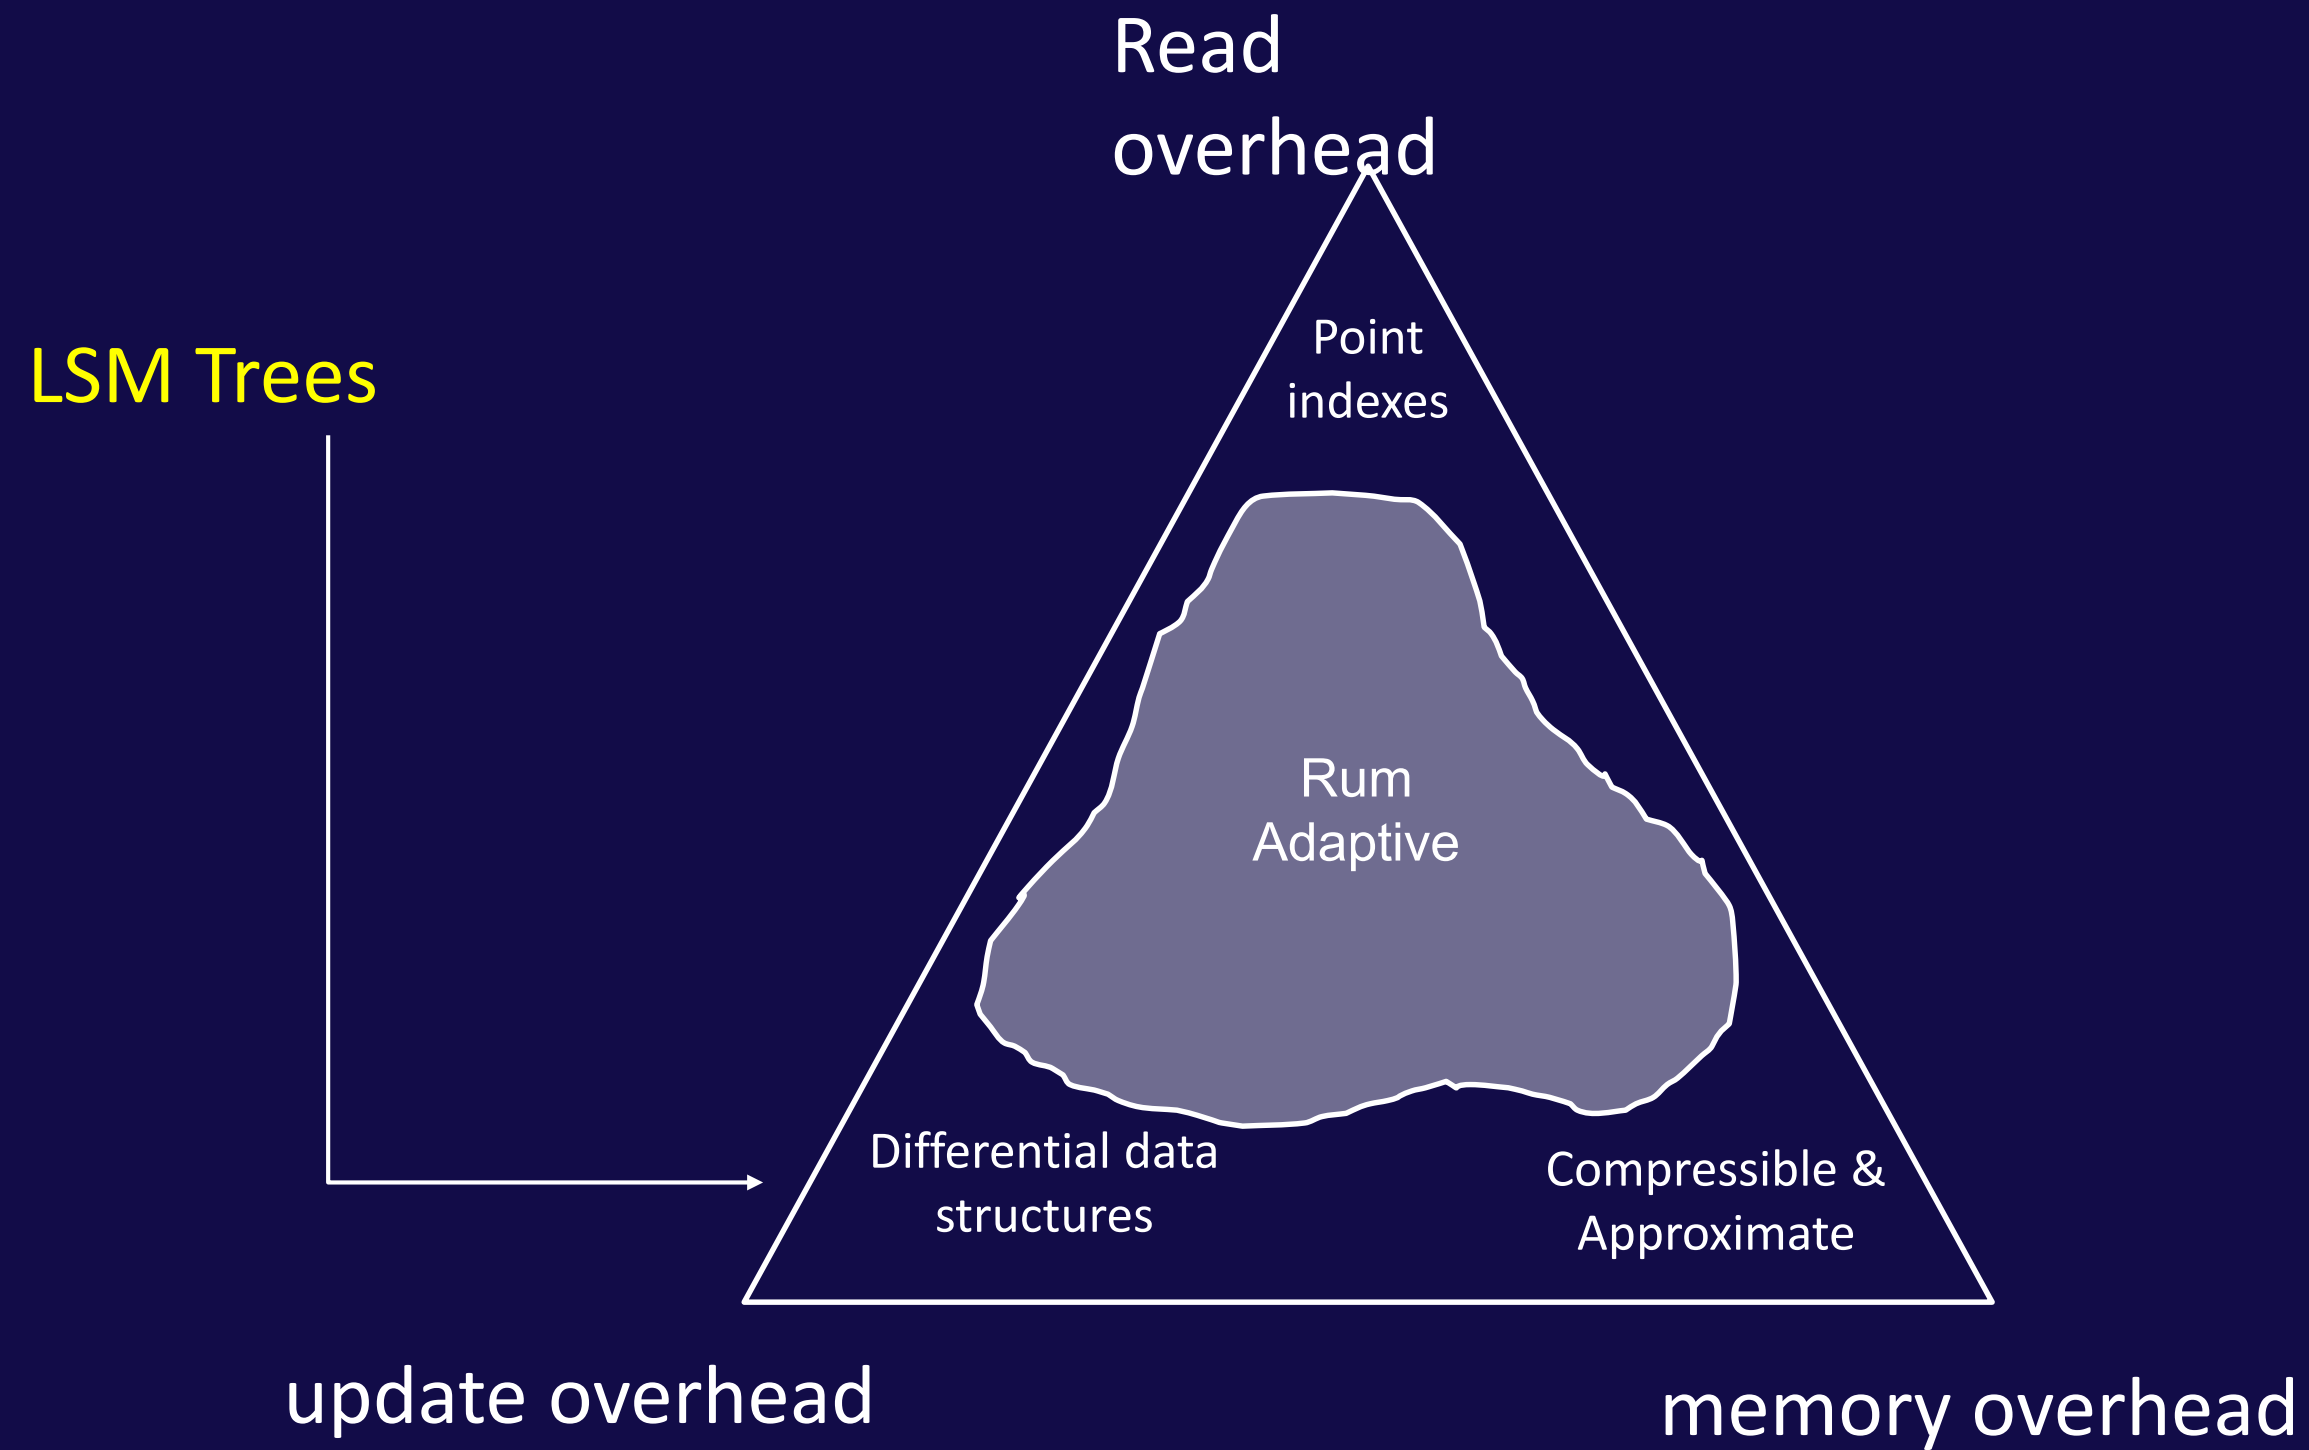 Read
overhead
Point
indexes
LSM Trees
Rum
Adaptive
Differential data
structures
Compressible &
Approximate
update overhead
memory overhead